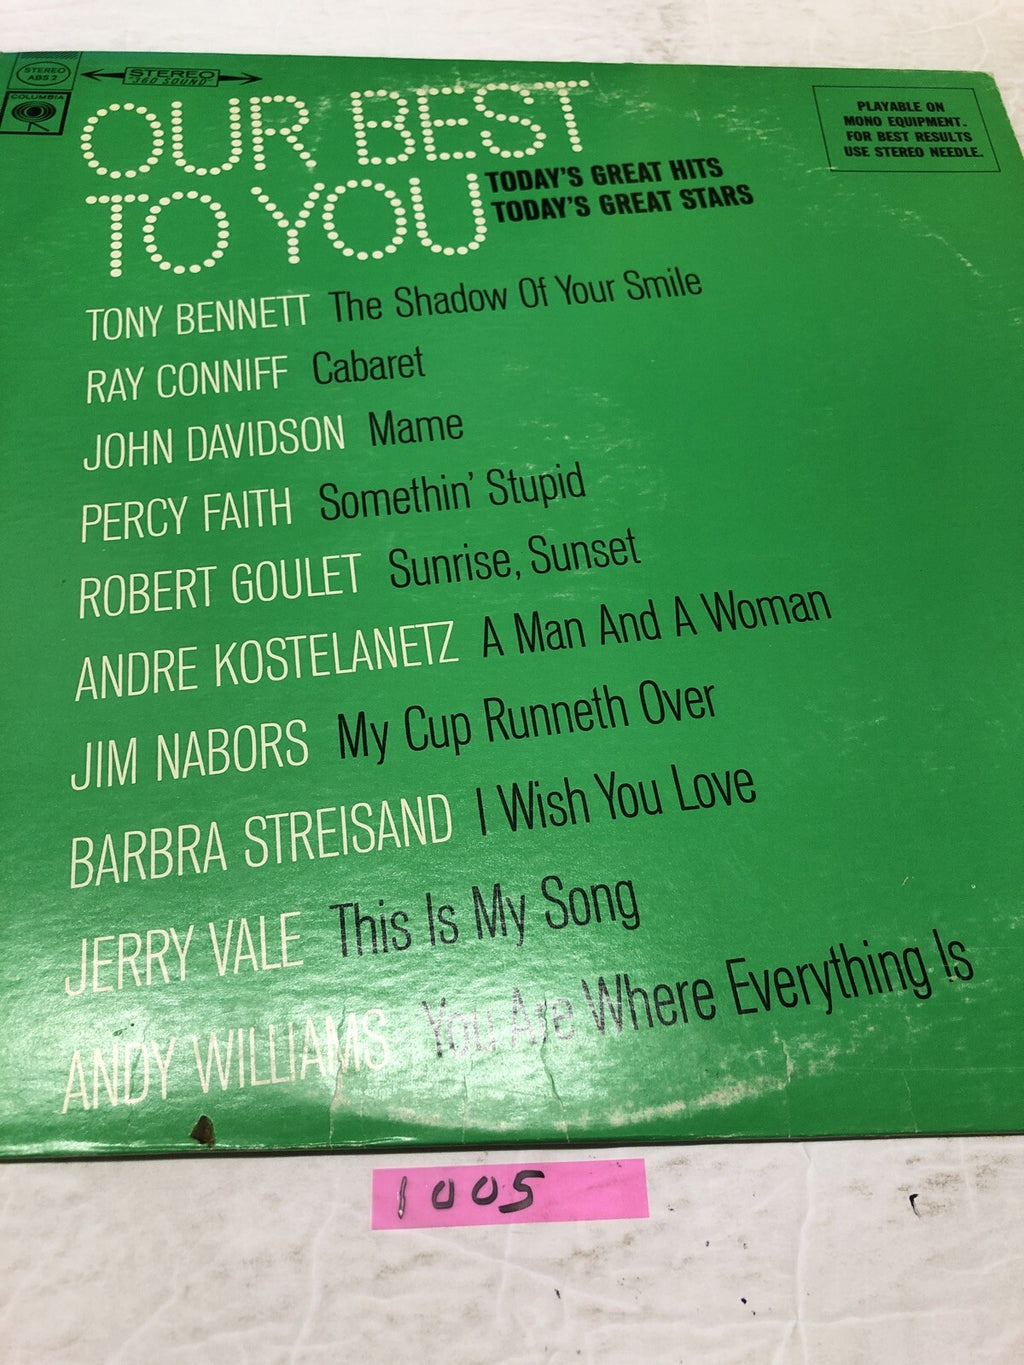 STEREO
ABS 2
STEREO
360 SOUND
COLUMBIA
OUR BEST
TO YOU
TODAY'S GREAT HITS
TODAY'S GREAT STARS
PLAYABLE ON
MONO EQUIPMENT.
FOR BEST RESULTS
USE STEREO NEEDLE.
TONY BENNETT The Shadow Of Your Smile
RAY CONNIFF Cabaret
JOHN DAVIDSON Mame
PERCY FAITH Somethin' Stupid
ROBERT GOULET Sunrise, Sunset
ANDRE KOSTELANETZ A Man And A Woman
JIM NABORS My Cup Runneth Over
BARBRA STREISAND I Wish You Love
JERRY VALE This Is My Song
ANDY WILLIAMS You Are Where Everything Is
1005